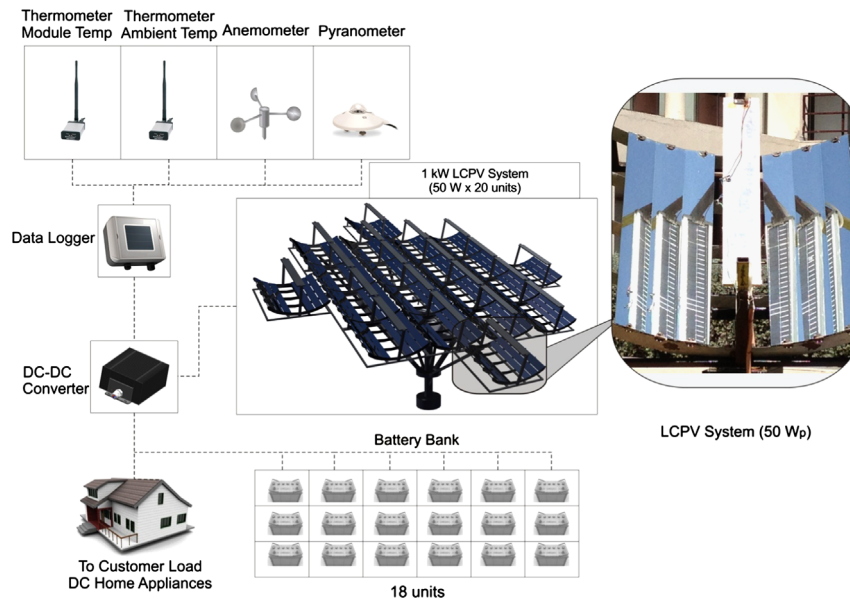 Thermometer
Module Temp
Thermometer
Ambient Temp
Anemometer
Pyranometer
1 kW LCPV System
(50 W x 20 units)
Data Logger
DC-DC
Converter
LCPV System (50 Wp)
Battery Bank
To Customer Load
DC Home Appliances
18 units